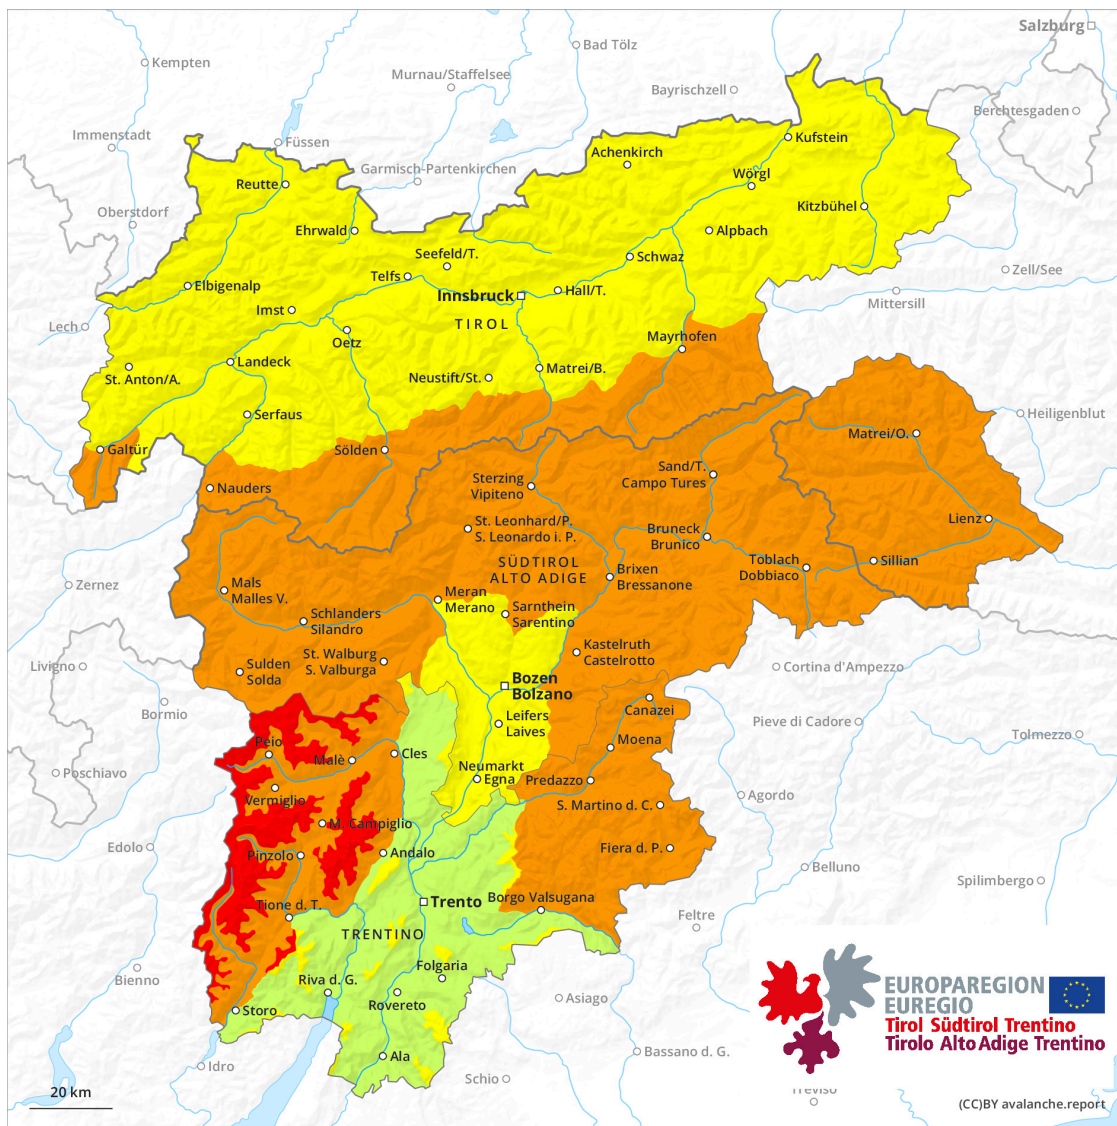 Salzburg
Bad Tölz
Kempten
Murnau/Staffelsee
Bayrischzell
Berchtesgaden
Immenstadt
Füssen
Kufstein
Achenkirch
Garmisch-Partenkirchen
Wörgl
Reutte
Oberstdorf
Kitzbühel
Ehrwald
Alpbach
Seefeld/T.
Schwaz
Zell/See
Telfs
Elbigenalp
Innsbruck
Hall/T.
Mittersill
Imst
TIROL
Lech
Oetz
Mayrhofen
Landeck
St. Anton/A.
Neustift/St.
Matrei/B.
Serfaus
Heiligenblut
Matrei/O.
Galtür
Sölden
Sand/T.
Campo Tures
Sterzing
Vipiteno
Nauders
Lienz
St. Leonhard/P.
S. Leonardo i. P.
Bruneck
Brunico
SÜDTIROL
ALTO ADIGE
Toblach
Dobbiaco
Sillian
Brixen
Bressanone
Zernez
Mals
Malles V.
Meran
Merano
Sarnthein
Sarentino
Schlanders
Silandro
Kastelruth
Castelrotto
St. Walburg
S. Valburga
Livigno
Sulden
Solda
Cortina d'Ampezzo
Bozen
Bolzano
Bormio
Canazei
Leifers
Laives
Pieve di Cadore
Tolmezzo
Peio
Moena
Malè
Cles
Poschiavo
Neumarkt
Egna
Predazzo
Vermiglio
Agordo
S. Martino d. C.
M. Campiglio
Edolo
Pinzolo
Andalo
Fiera d. P.
Belluno
Spilimbergo
Tione d. T.
Trento
Borgo Valsugana
Feltre
TRENTINO
Folgaria
Bienno
Riva d. G.
Rovereto
Asiago
Storo
EUROPAREGION
EUREGIO
Tirol Südtirol Trentino
Tirolo Alto Adige Trentino
Ala
Idro
Schio
Bassano d. G.
20 km
Treviso
(CC)BY avalanche.report